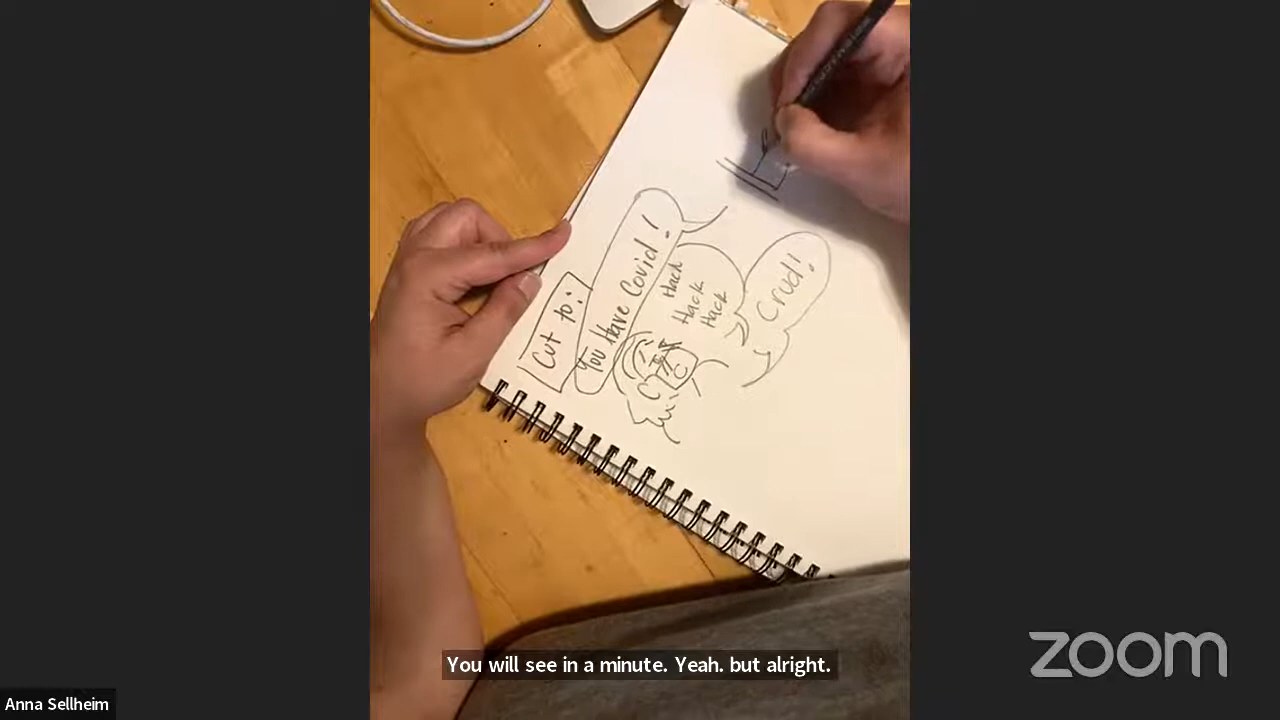 Cut to:
You Have Covid!
Hack
Hack
Hack
Crud!
You will see in a minute. Yeah. but alright.
zoom
Anna Sellheim